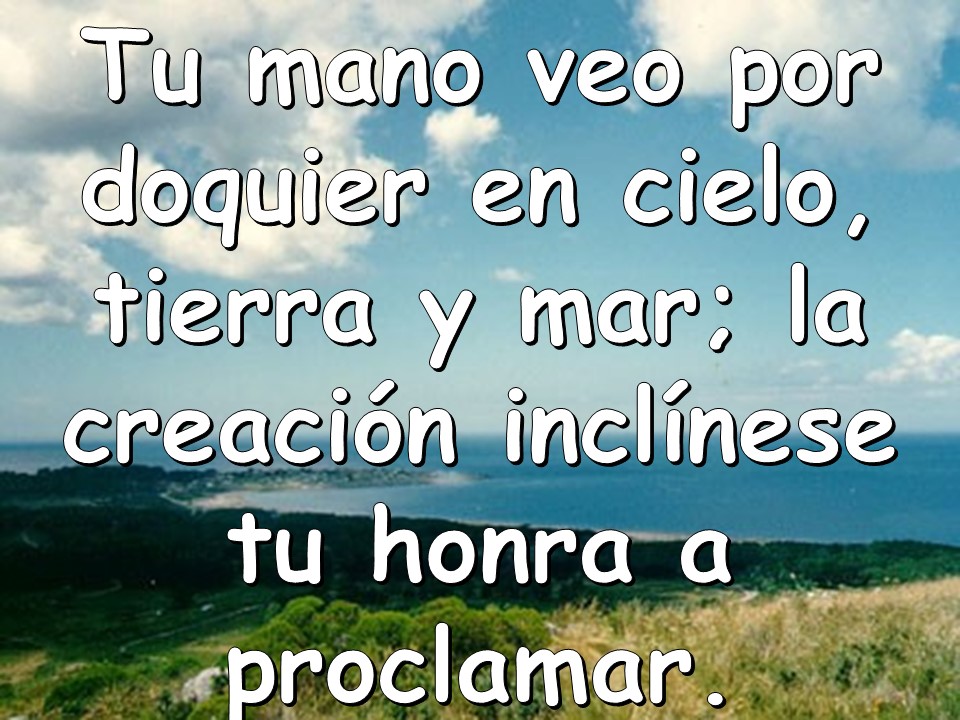 Tu mano veo por
doquier en cielo,
tierra y mar; la
creación inclínese
tu honra a
proclamar.